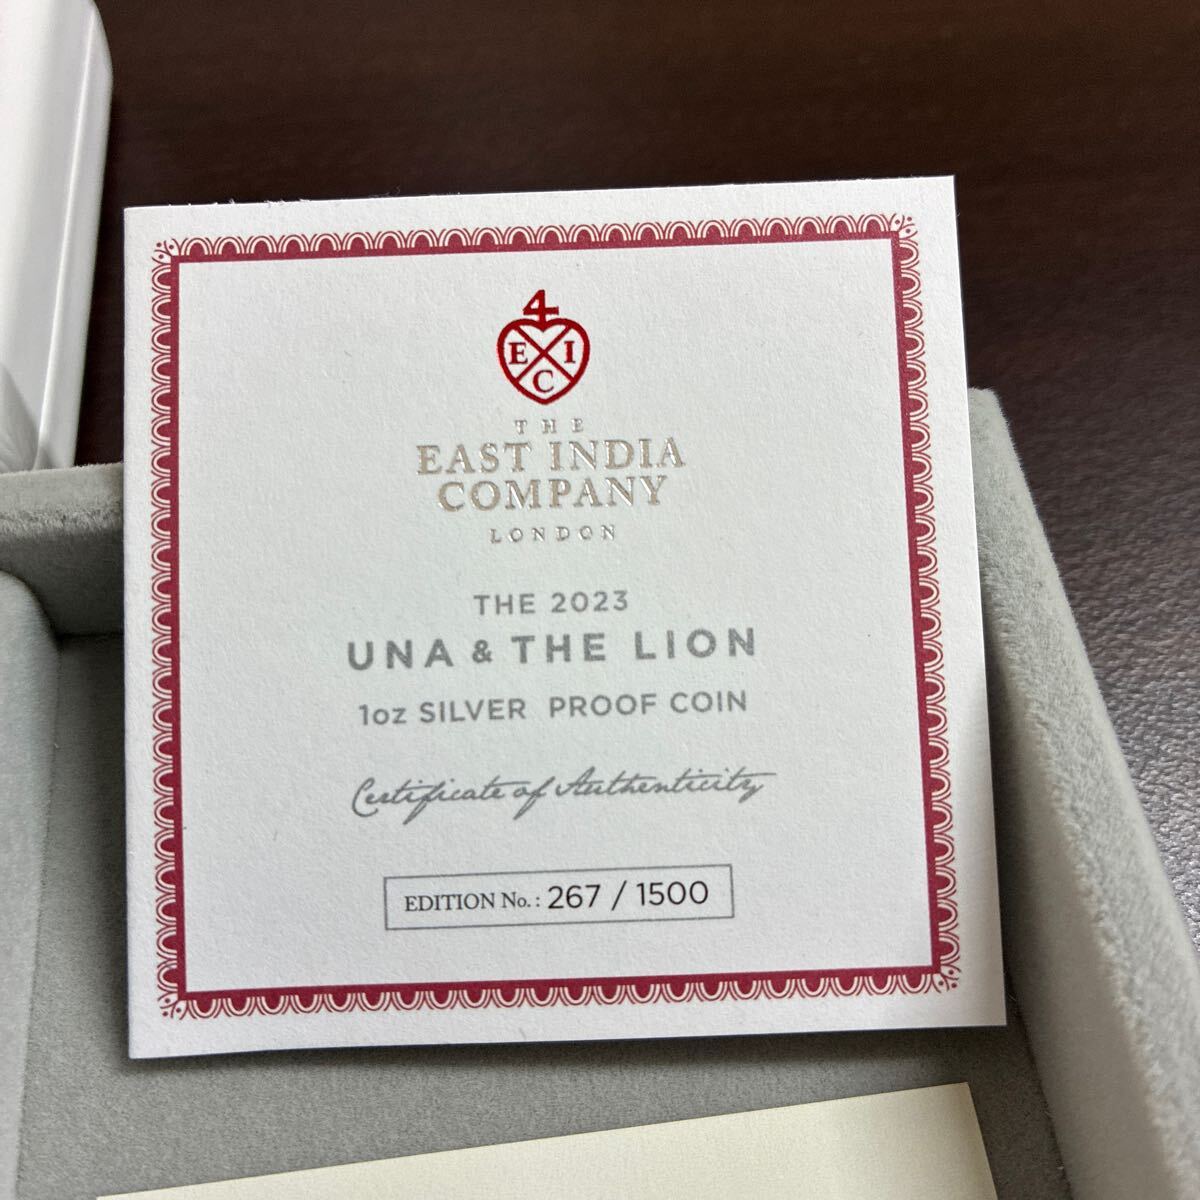 4
E I
C
THE
EAST INDIA
COMPANY
LONDON
THE 2023
UNA & THE LION
1oz SILVER PROOF COIN
Certificate of Authenticity
EDITION No.: 267 / 1500